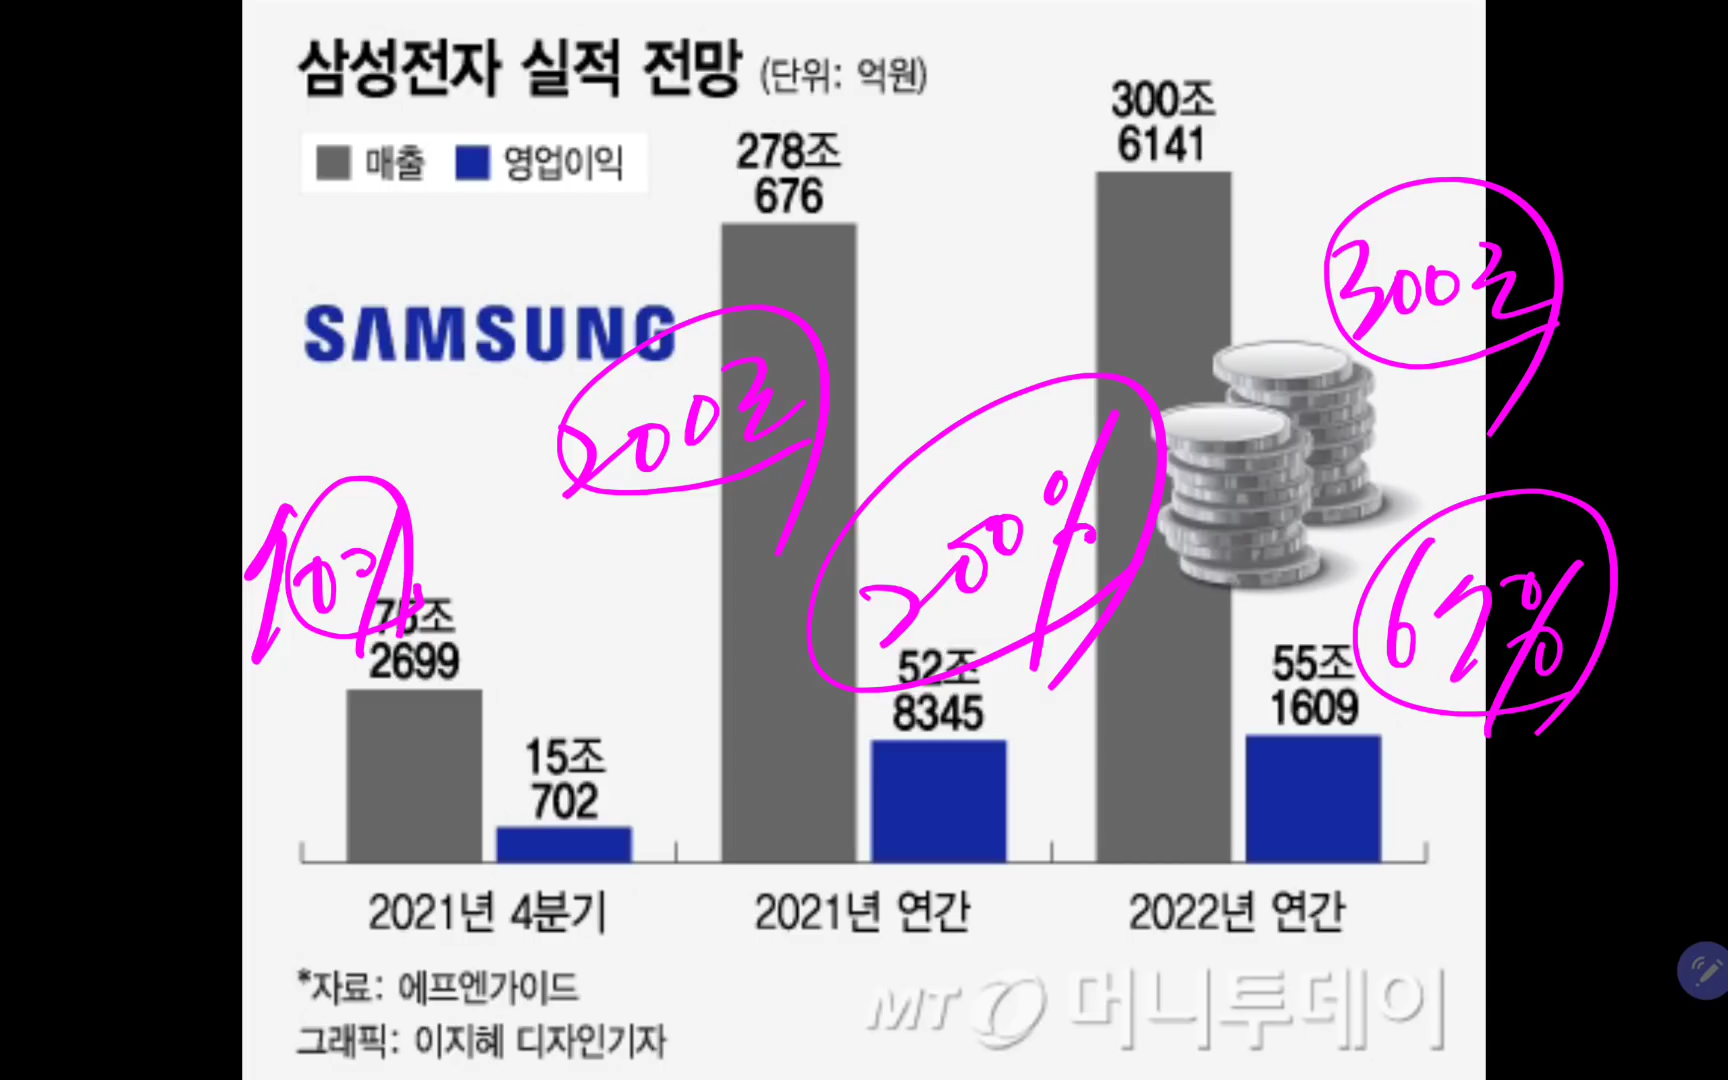 삼성전자 실적 전망 (단위: 억원)
매출 영업이익
SAMSUNG
75조
2699
15조
702
278조
676
52조
8345
300조
6141
55조
1609
200조
200%
300조
2021년 4분기 2021년 연간 2022년 연간
*자료: 에프엔가이드
그래픽: 이지혜 디자인기자
MT 머니투데이